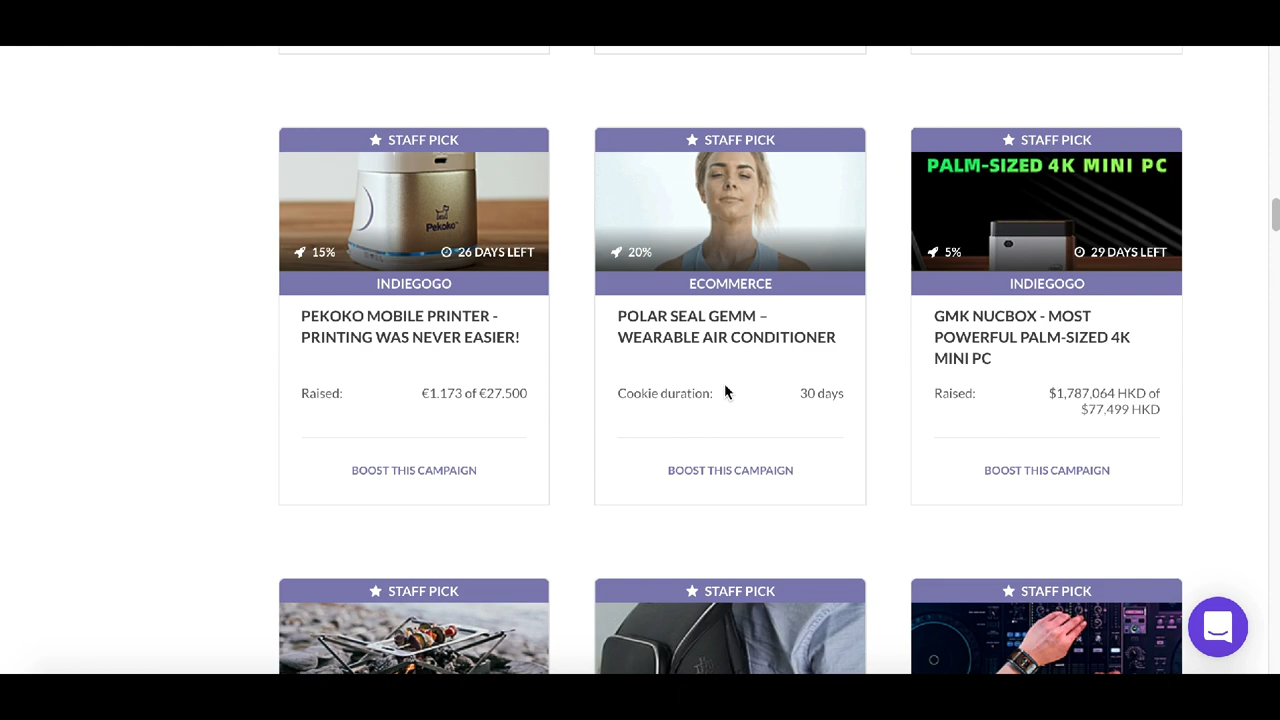 STAFF PICK
Pekoko
15%
26 DAYS LEFT
INDIEGOGO
PEKOKO MOBILE PRINTER -
PRINTING WAS NEVER EASIER!
Raised:
€1.173 of €27.500
BOOST THIS CAMPAIGN
STAFF PICK
20%
ECOMMERCE
POLAR SEAL GEMM –
WEARABLE AIR CONDITIONER
Cookie duration:
30 days
BOOST THIS CAMPAIGN
STAFF PICK
PALM-SIZED 4K MINI PC
5%
29 DAYS LEFT
INDIEGOGO
GMK NUCBOX - MOST
POWERFUL PALM-SIZED 4K
MINI PC
Raised:
$1,787,064 HKD of
$77,499 HKD
BOOST THIS CAMPAIGN
STAFF PICK
STAFF PICK
STAFF PICK